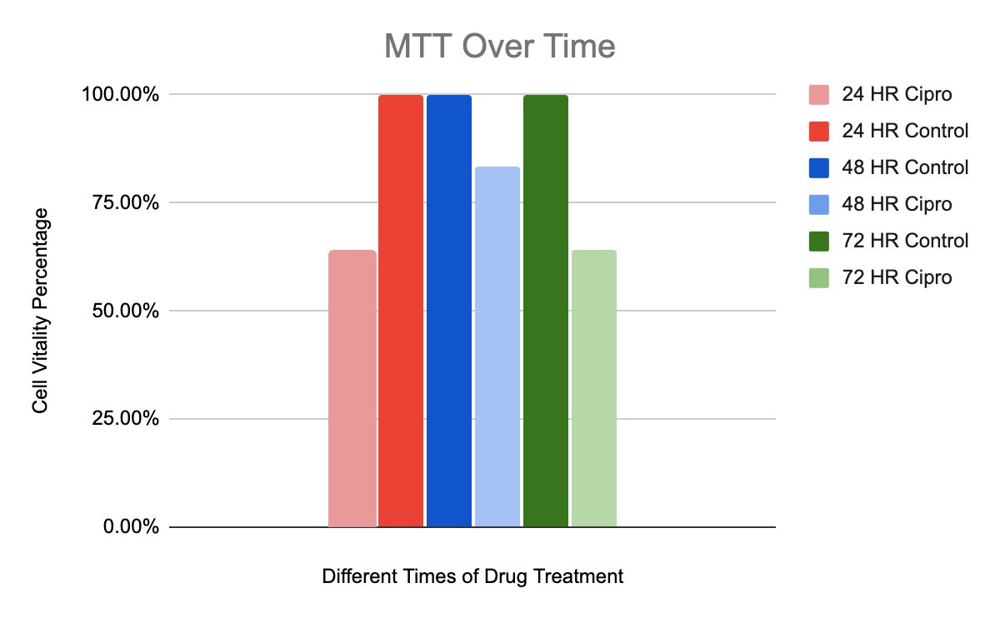 MTT Over Time
Cell Vitality Percentage
100.00%
75.00%
50.00%
25.00%
0.00%
Different Times of Drug Treatment
24 HR Cipro
24 HR Control
48 HR Control
48 HR Cipro
72 HR Control
72 HR Cipro